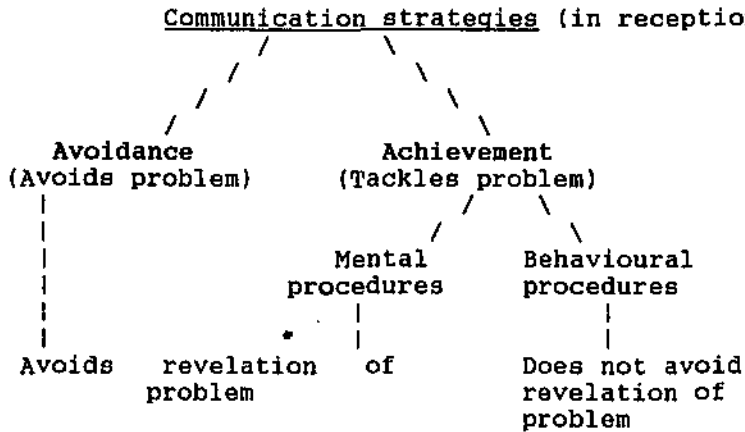 Communication strategies (in receptio
Avoidance Achievement
(Avoids problem) (Tackles problem)
Mental Behavioural
procedures procedures
Avoids revelation of Does not avoid
problem revelation of
problem